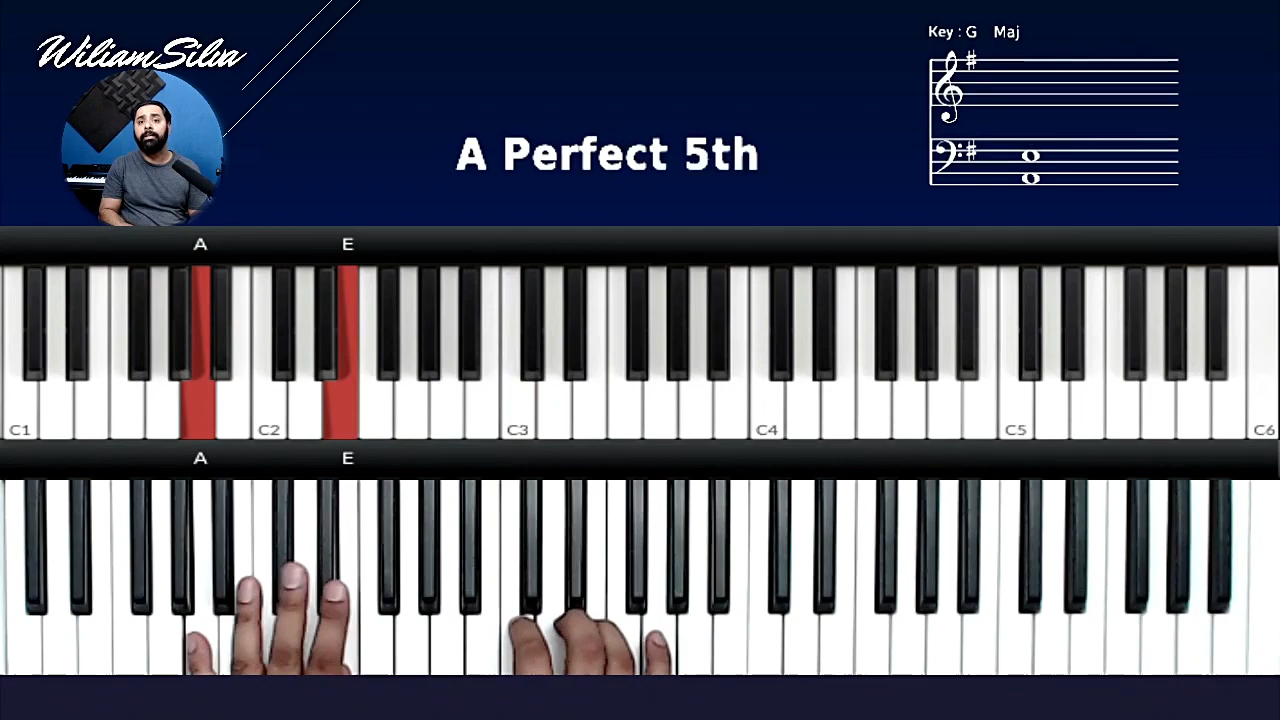 WiliamSilva
Key : G Maj
A Perfect 5th
A E
C1 C2 C3 C4 C5 C6
A E